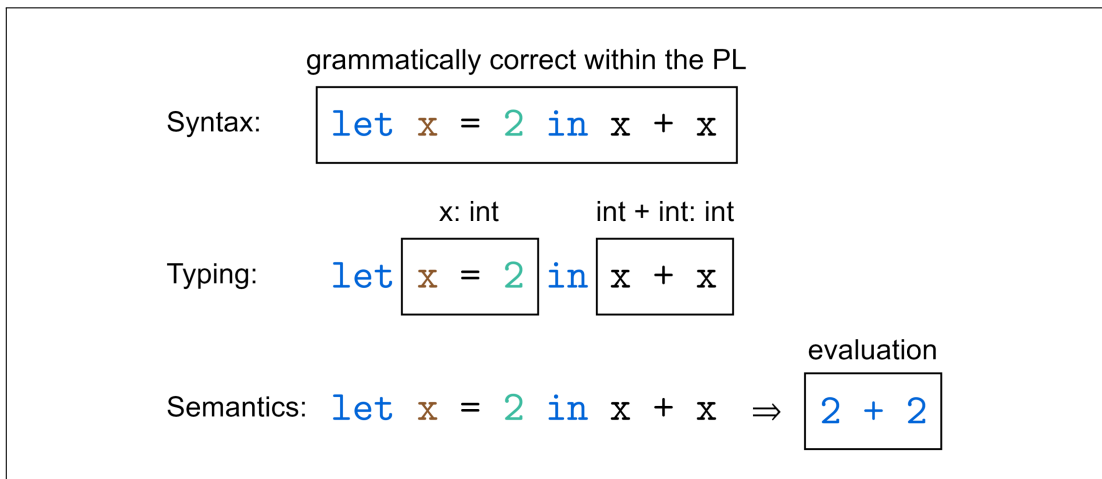 grammatically correct within the PL
Syntax: let x = 2 in x + x
x: int int + int: int
Typing: let x = 2 in x + x
evaluation
Semantics: let x = 2 in x + x ⇒ 2 + 2